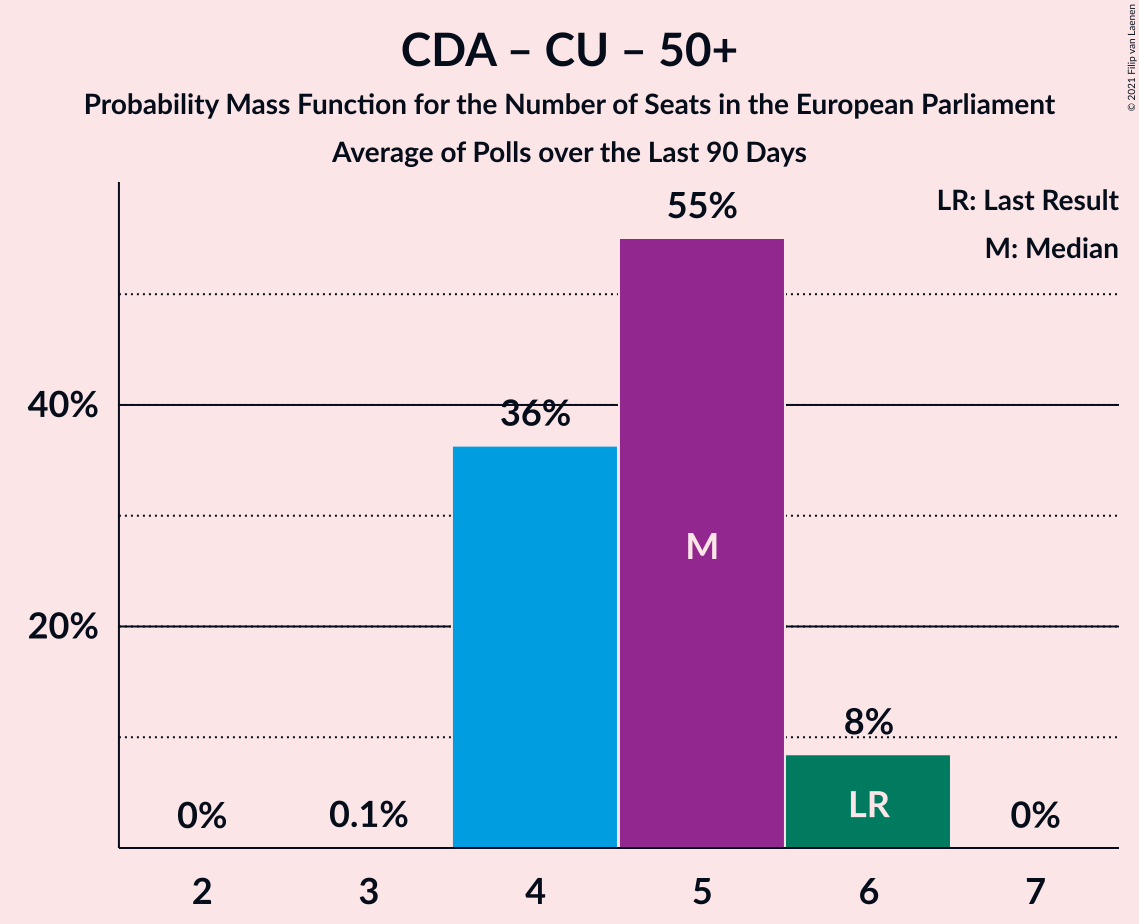 CDA – CU – 50+
Probability Mass Function for the Number of Seats in the European Parliament
Average of Polls over the Last 90 Days
© 2021 Filip van Laenen
LR: Last Result
M: Median
55%
40%
36%
M
20%
8%
LR
0%
0.1%
0%
2
3
4
5
6
7